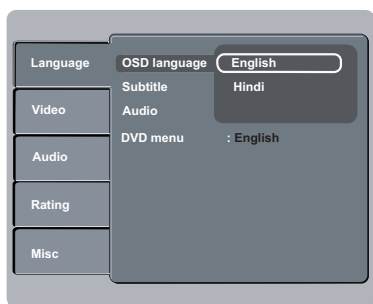 Language
Video
Audio
Rating
Misc
OSD language
Subtitle
Audio
DVD menu : English
English
Hindi